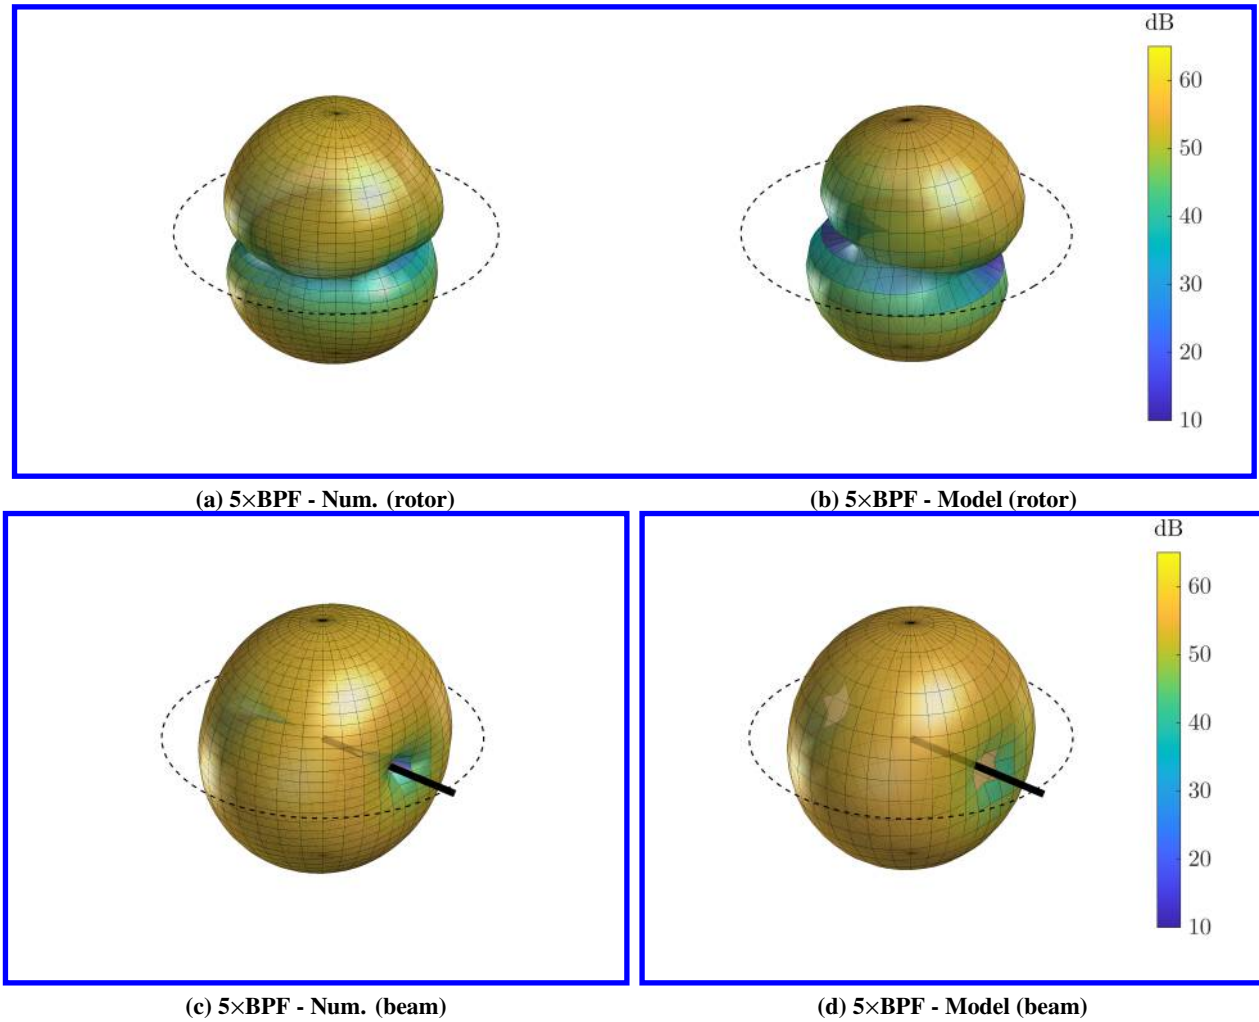 dB
60
50
40
30
20
10
(a) 5×BPF - Num. (rotor)
(b) 5×BPF - Model (rotor)
dB
60
50
40
30
20
10
(c) 5×BPF - Num. (beam)
(d) 5×BPF - Model (beam)